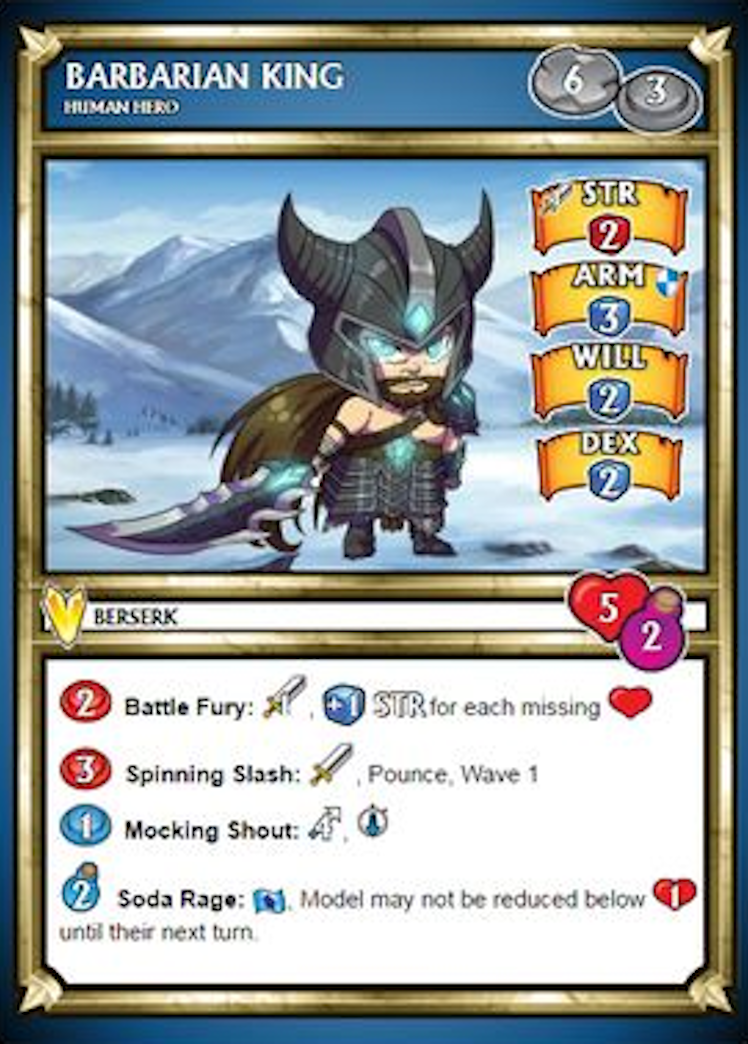 BARBARIAN KING
HUMAN HERO
6 3
STR
2
ARM
3
WILL
2
DEX
2
BERSERK
5
2
2 Battle Fury: , +1 STR for each missing
3 Spinning Slash: , Pounce, Wave 1
1 Mocking Shout: ,
2 Soda Rage: , Model may not be reduced below 1
until their next turn.